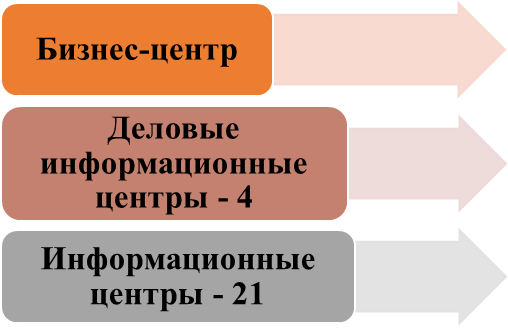 Бизнес-центр
Деловые
информационные
центры - 4
Информационные
центры - 21